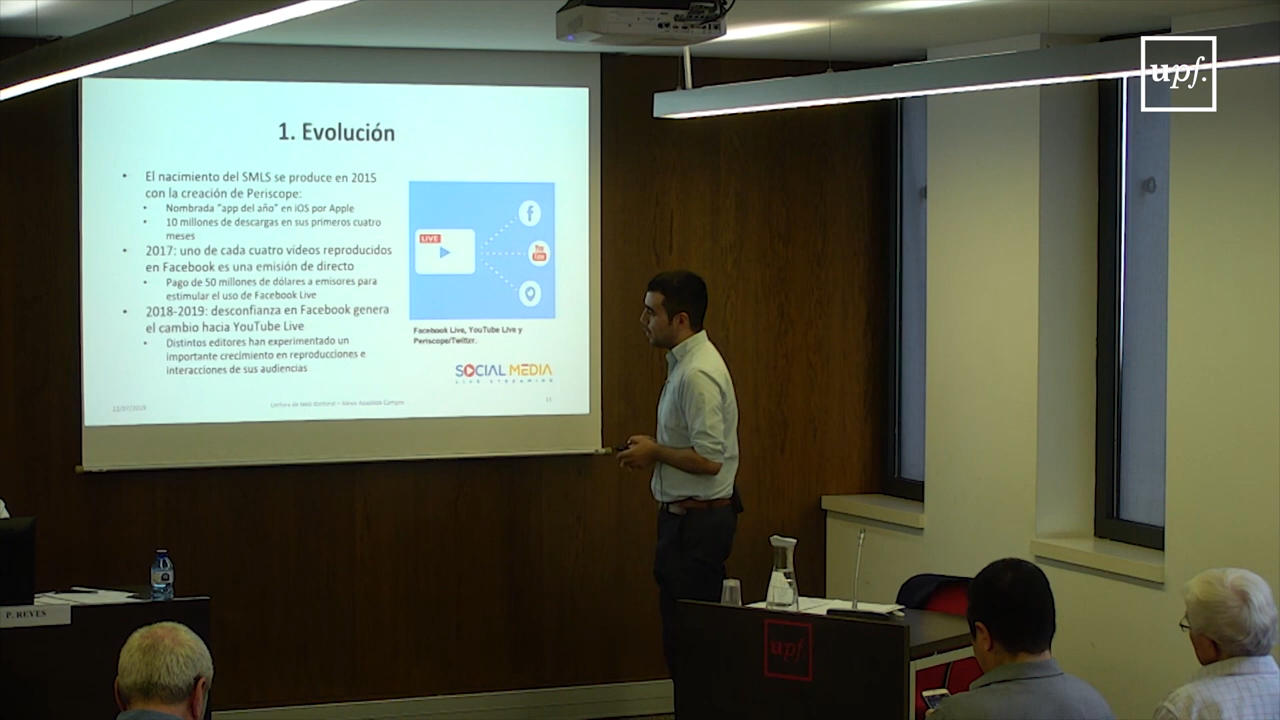 upf.
1. Evolución
• El nacimiento del SMLS se produce en 2015
con la creación de Periscope:
• Nombrada "app del año" en iOS por Apple
• 10 millones de descargas en sus primeros cuatro
meses
• 2017: uno de cada cuatro vídeos reproducidos
en Facebook es una emisión de directo
• Pago de 50 millones de dólares a emisores para
estimular el uso de Facebook Live
• 2018-2019: desconfianza en Facebook genera
el cambio hacia YouTube Live
• Distintos editores han experimentado un
importante crecimiento en reproducciones e
interacciones de sus audiencias
LIVE
f
You
Tube
Facebook Live, YouTube Live y
Periscope/Twitter.
SOCIAL MEDIA
LIVE STREAMING
11
P. REYES
upf.